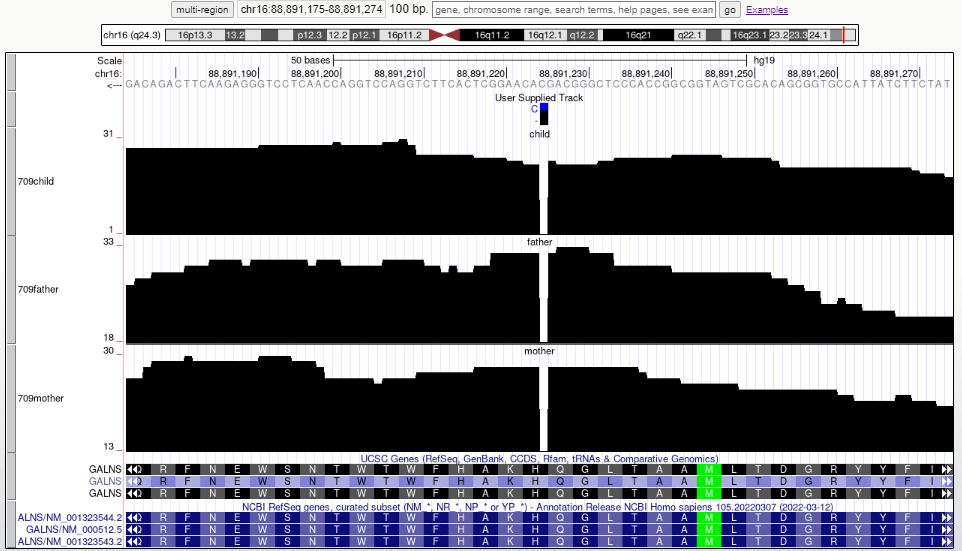 multi-region chr16:88,891,175-88,891,274 100 bp. gene, chromosome range, search terms, help pages, see exam go Examples
chr16 (q24.3) 16p13.3 13.2 p12.3 12.2 p12.1 16p11.2 16q11.2 16q12.1 q12.2 16q21 q22.1 16q23.1 23.2 23.3 24.1
Scale 50 bases hg19
chr16: 88,891,190 88,891,200 88,891,210 88,891,220 88,891,230 88,891,240 88,891,250 88,891,260 88,891,270
<--- GACAGACTTCAAGAGGGTCCTCAACCAGGTCCAGGTCTTCACTCGGAACACGACGGGCTCCCACCGGCGGTAGTCGCACAGCGGTGCCATTATCTTCTAT
User Supplied Track
C
-
child
31 _
709child
1 _
father
33 _
709father
18 _
mother
30 _
709mother
13 _
UCSC Genes (RefSeq, GenBank, CCDS, Rfam, tRNAs & Comparative Genomics)
GALNS Q R F N E W S N T W T W F H A K H Q G L T A A M L T D G R Y Y F I
GALNS Q R F N E W S N T W T W F H A K H Q G L T A A M L T D G R Y Y F I
GALNS Q R F N E W S N T W T W F H A K H Q G L T A A M L T D G R Y Y F I
NCBI RefSeq genes, curated subset (NM_*, NR_*, NP_* or YP_*) - Annotation Release NCBI Homo sapiens 105.20220307 (2022-03-12)
ALNS/NM_001323544.2 Q R F N E W S N T W T W F H A K H Q G L T A A M L T D G R Y Y F I
GALNS/NM_000512.5 Q R F N E W S N T W T W F H A K H Q G L T A A M L T D G R Y Y F I
ALNS/NM_001323543.2 Q R F N E W S N T W T W F H A K H Q G L T A A M L T D G R Y Y F I